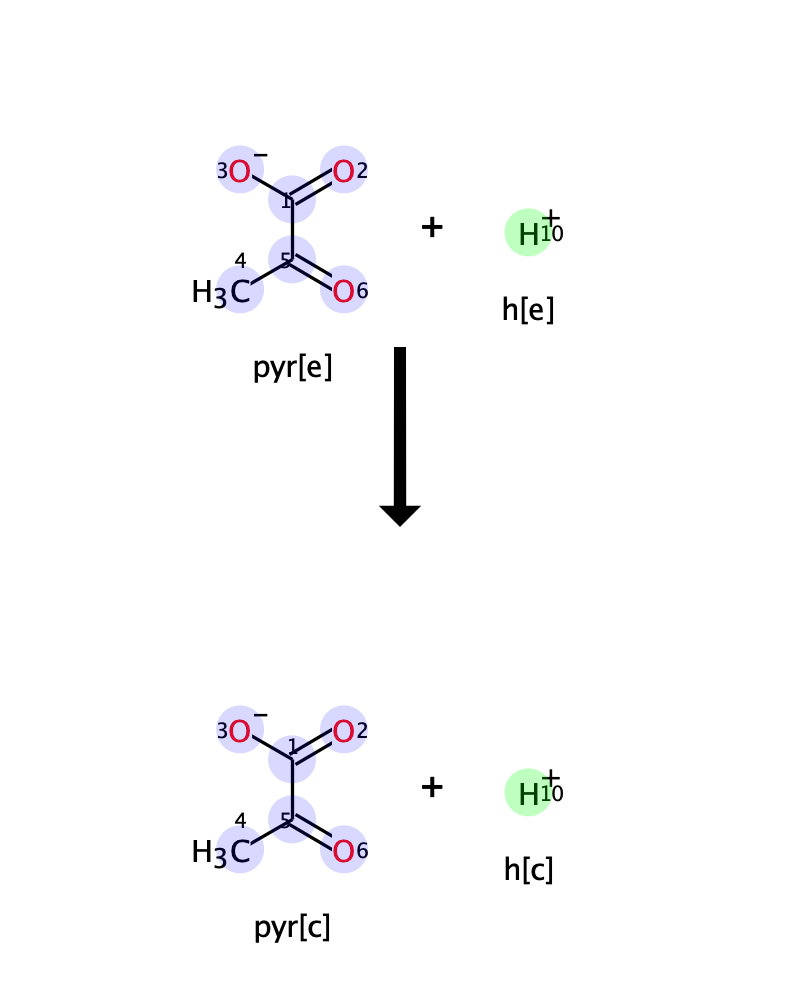 3O− O2
1
+ H+10
4 5
H3C O6
h[e]
pyr[e]
3O− O2
1
+ H+10
4 5
H3C O6
h[c]
pyr[c]